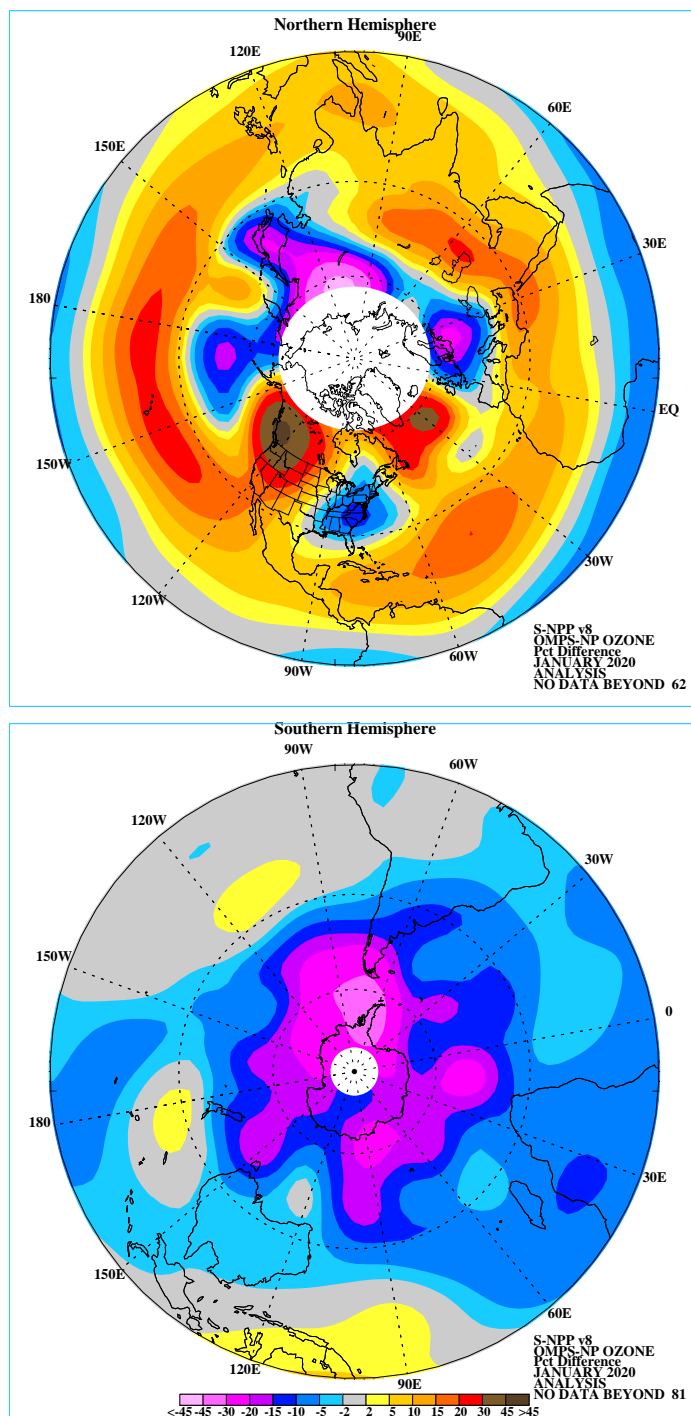 Northern Hemisphere
90E
120E
60E
150E
30E
180
EQ
150W
30W
120W
60W
90W
S-NPP v8
OMPS-NP OZONE
Pct Difference
JANUARY 2020
ANALYSIS
NO DATA BEYOND 62
Southern Hemisphere
90W
60W
120W
30W
150W
0
180
30E
150E
60E
120E
90E
S-NPP v8
OMPS-NP OZONE
Pct Difference
JANUARY 2020
ANALYSIS
NO DATA BEYOND 81
<-45 -45 -30 -20 -15 -10 -5 -2 2 5 10 15 20 30 45 >45